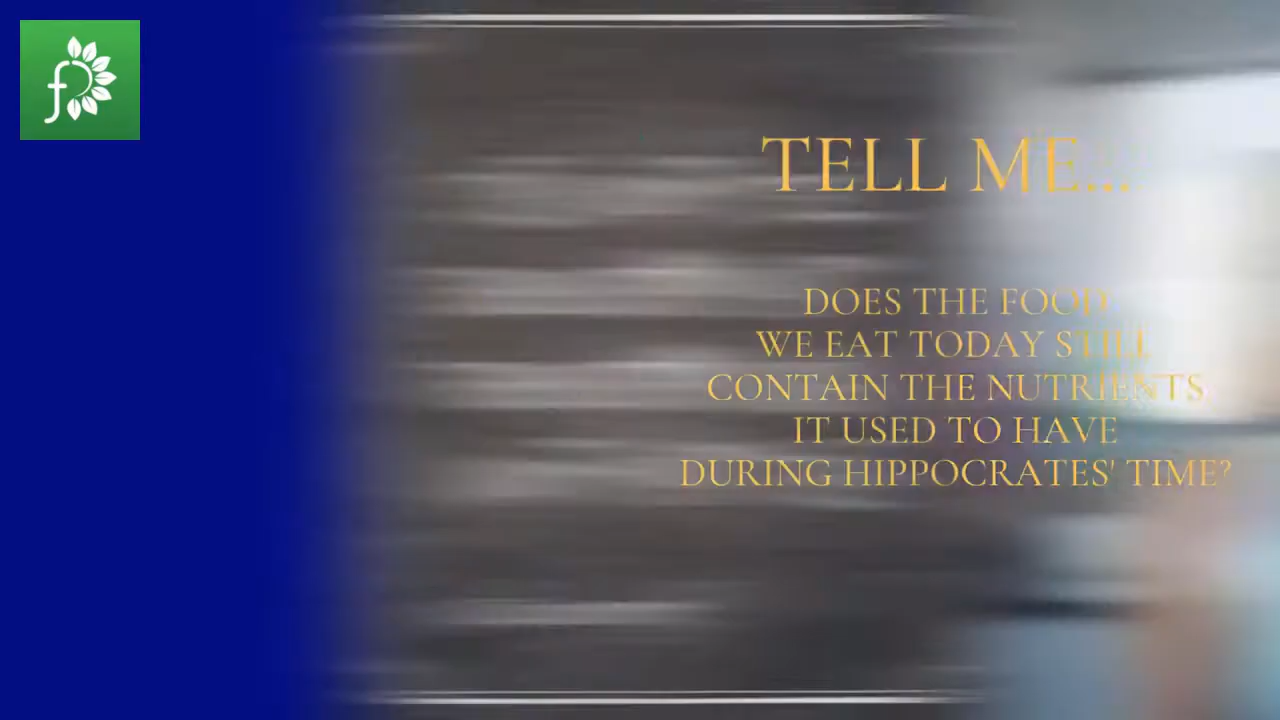 TELL ME...
DOES THE FOOD
WE EAT TODAY STILL
CONTAIN THE NUTRIENTS
IT USED TO HAVE
DURING HIPPOCRATES' TIME?